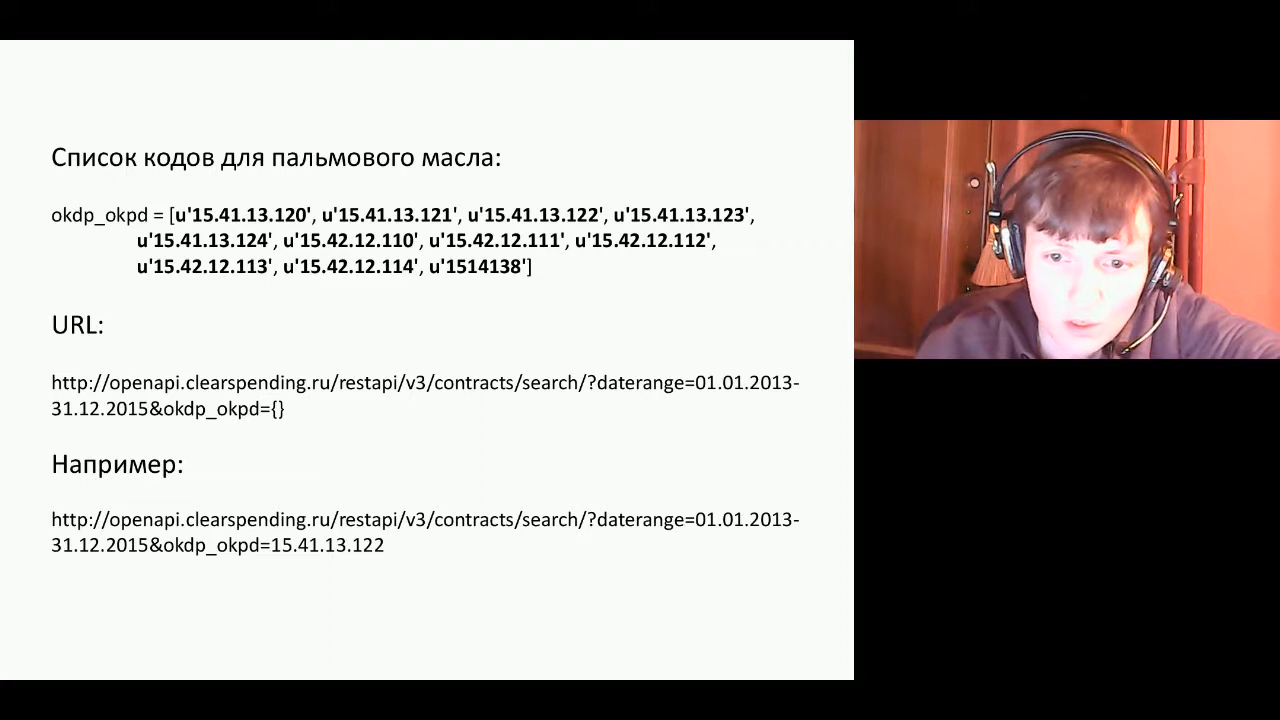 Список кодов для пальмового масла:
okdp_okpd = [u'15.41.13.120', u'15.41.13.121', u'15.41.13.122', u'15.41.13.123',
u'15.41.13.124', u'15.42.12.110', u'15.42.12.111', u'15.42.12.112',
u'15.42.12.113', u'15.42.12.114', u'1514138']
URL:
http://openapi.clearspending.ru/restapi/v3/contracts/search/?daterange=01.01.2013-
31.12.2015&okdp_okpd={}
Например:
http://openapi.clearspending.ru/restapi/v3/contracts/search/?daterange=01.01.2013-
31.12.2015&okdp_okpd=15.41.13.122